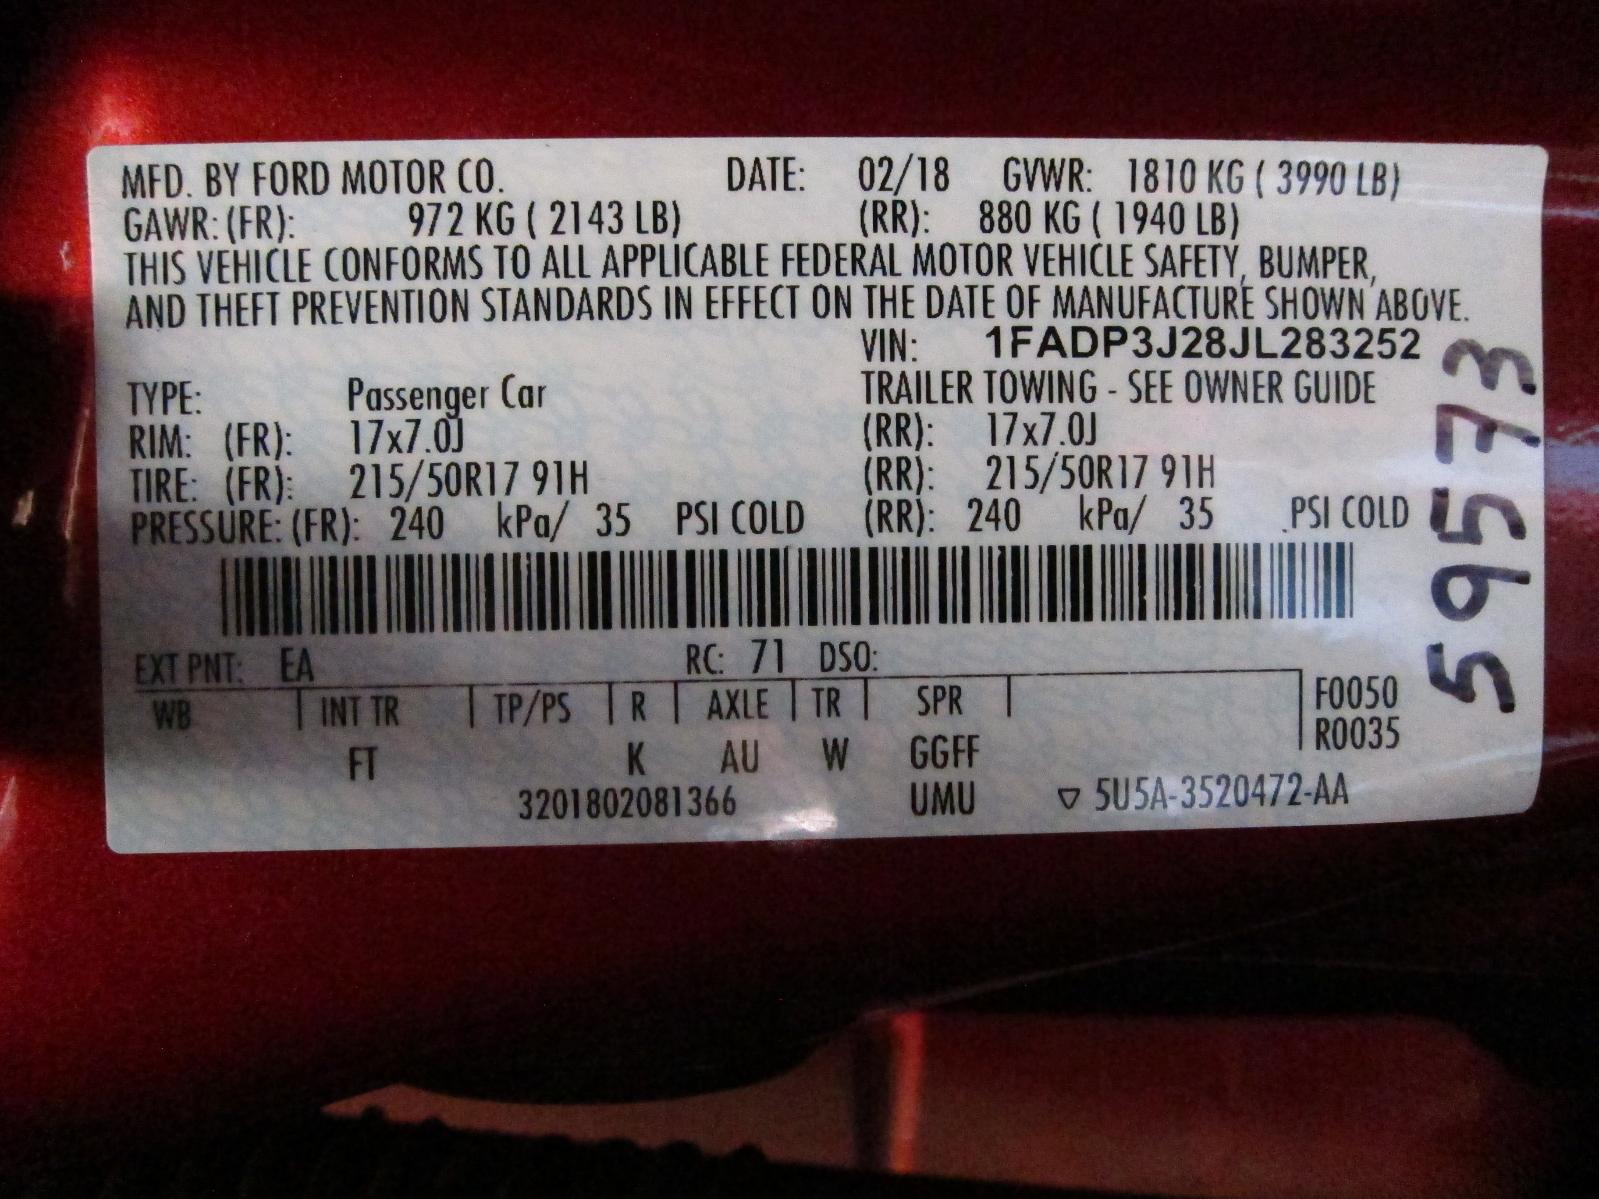 MFD. BY FORD MOTOR CO. DATE: 02/18 GVWR: 1810 KG ( 3990 LB)
GAWR: (FR): 972 KG ( 2143 LB) (RR): 880 KG ( 1940 LB)
THIS VEHICLE CONFORMS TO ALL APPLICABLE FEDERAL MOTOR VEHICLE SAFETY, BUMPER,
AND THEFT PREVENTION STANDARDS IN EFFECT ON THE DATE OF MANUFACTURE SHOWN ABOVE.
VIN: 1FADP3J28JL283252
TYPE: Passenger Car TRAILER TOWING - SEE OWNER GUIDE
RIM: (FR): 17x7.0J (RR): 17x7.0J
TIRE: (FR): 215/50R17 91H (RR): 215/50R17 91H
PRESSURE: (FR): 240 kPa/ 35 PSI COLD (RR): 240 kPa/ 35 PSI COLD
59573
EXT PNT: EA RC: 71 DSO:
WB INT TR TP/PS R AXLE TR SPR F0050
R0035
FT K AU W GGFF
3201802081366 UMU ▽ 5U5A-3520472-AA